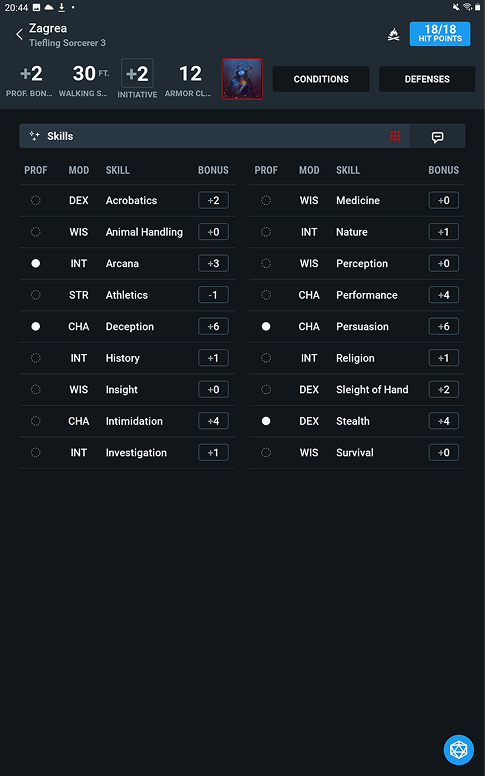 20:44
Zagrea
Tiefling Sorcerer 3
18/18
HIT POINTS
+2
PROF. BON...
30 FT.
WALKING S...
+2
INITIATIVE
12
ARMOR CL...
CONDITIONS
DEFENSES
Skills
PROF MOD SKILL BONUS PROF MOD SKILL BONUS
DEX Acrobatics +2 WIS Medicine +0
WIS Animal Handling +0 INT Nature +1
INT Arcana +3 WIS Perception +0
STR Athletics -1 CHA Performance +4
CHA Deception +6 CHA Persuasion +6
INT History +1 INT Religion +1
WIS Insight +0 DEX Sleight of Hand +2
CHA Intimidation +4 DEX Stealth +4
INT Investigation +1 WIS Survival +0